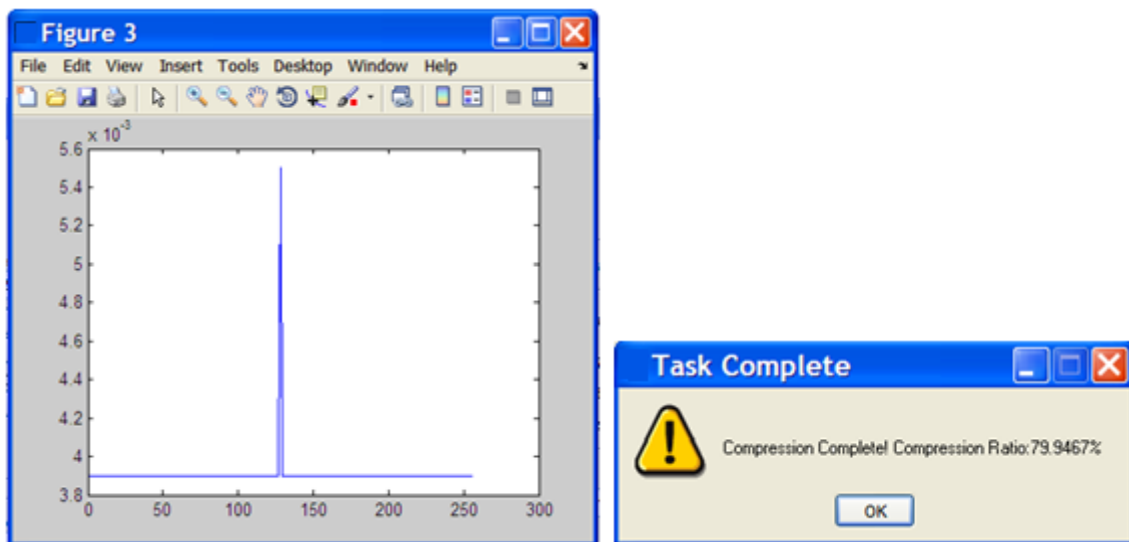 Figure 3
File Edit View Insert Tools Desktop Window Help
x 10^-3
5.6
5.4
5.2
5
4.8
4.6
4.4
4.2
4
3.8
0 50 100 150 200 250 300
Task Complete
Compression Complete! Compression Ratio:79.9467%
OK